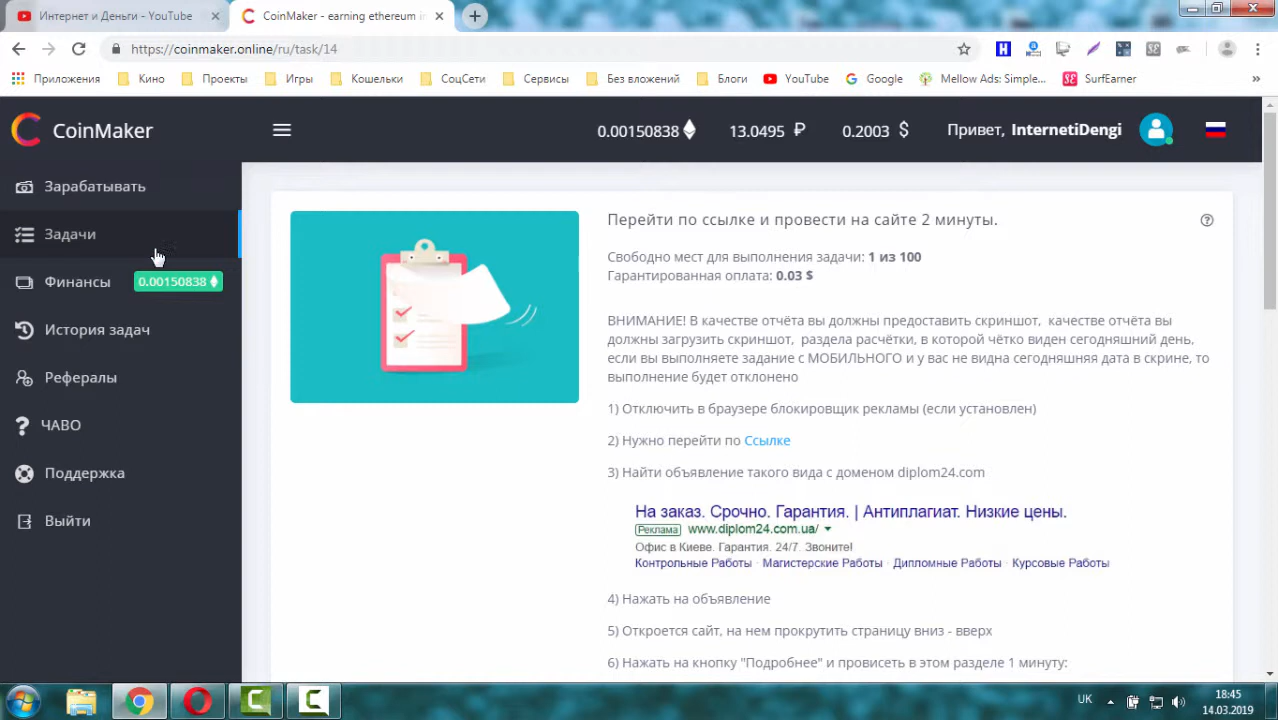 Интернет и Деньги - YouTube
CoinMaker - earning ethereum in
https://coinmaker.online/ru/task/14
Приложения Кино Проекты Игры Кошельки СоцСети Сервисы Без вложений Блоги YouTube Google Mellow Ads: Simple... SurfEarner »
CoinMaker 0.00150838 13.0495 ₽ 0.2003 $ Привет, InternetiDengi
Зарабатывать
Задачи
Финансы 0.00150838
История задач
Рефералы
ЧАВО
Поддержка
Выйти
Перейти по ссылке и провести на сайте 2 минуты.
Свободно мест для выполнения задачи: 1 из 100
Гарантированная оплата: 0.03 $
ВНИМАНИЕ! В качестве отчёта вы должны предоставить скриншот, качестве отчёта вы
должны загрузить скриншот, раздела расчётки, в которой чётко виден сегодняшний день,
если вы выполняете задание с МОБИЛЬНОГО и у вас не видна сегодняшняя дата в скрине, то
выполнение будет отклонено
1) Отключить в браузере блокировщик рекламы (если установлен)
2) Нужно перейти по Ссылке
3) Найти объявление такого вида с доменом diplom24.com
На заказ. Срочно. Гарантия. | Антиплагиат. Низкие цены.
Реклама www.diplom24.com.ua/
Офис в Киеве. Гарантия. 24/7. Звоните!
Контрольные Работы · Магистерские Работы · Дипломные Работы · Курсовые Работы
4) Нажать на объявление
5) Откроется сайт, на нем прокрутить страницу вниз - вверх
6) Нажать на кнопку "Подробнее" и провисеть в этом разделе 1 минуту:
UK 18:45
14.03.2019